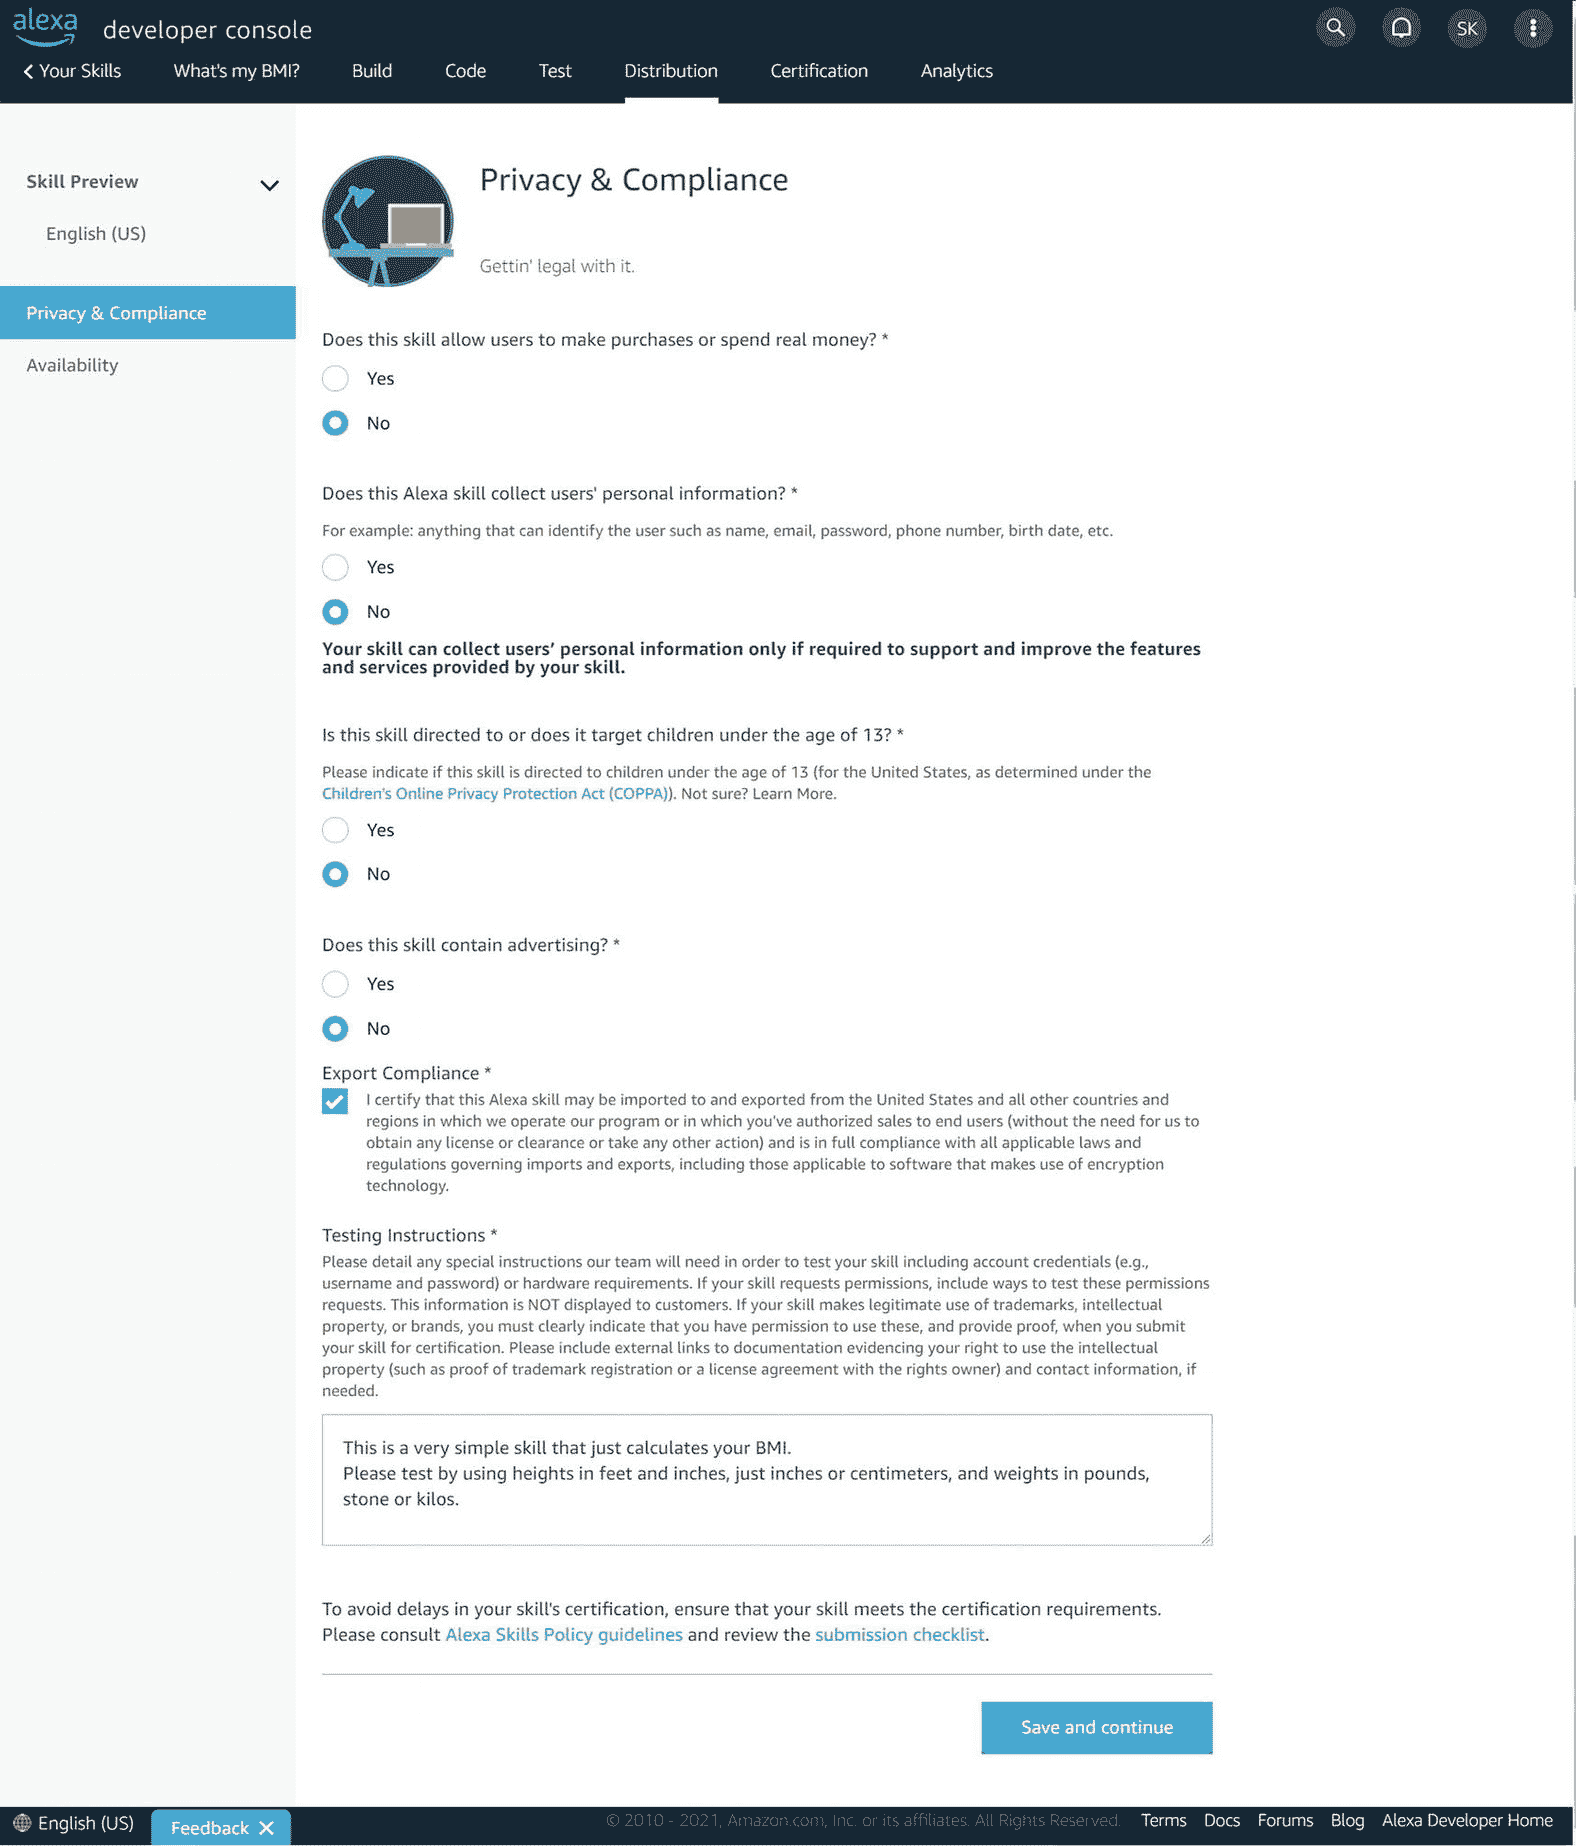 alexa
developer console
SK
Your Skills
What's my BMI?
Build
Code
Test
Distribution
Certification
Analytics
Skill Preview
English (US)
Privacy & Compliance
Availability
Privacy & Compliance
Gettin' legal with it.
Does this skill allow users to make purchases or spend real money? *
Yes
No
Does this Alexa skill collect users' personal information? *
For example: anything that can identify the user such as name, email, password, phone number, birth date, etc.
Yes
No
Your skill can collect users’ personal information only if required to support and improve the features
and services provided by your skill.
Is this skill directed to or does it target children under the age of 13? *
Please indicate if this skill is directed to children under the age of 13 (for the United States, as determined under the
Children's Online Privacy Protection Act (COPPA)). Not sure? Learn More.
Yes
No
Does this skill contain advertising? *
Yes
No
Export Compliance *
I certify that this Alexa skill may be imported to and exported from the United States and all other countries and
regions in which we operate our program or in which you've authorized sales to end users (without the need for us to
obtain any license or clearance or take any other action) and is in full compliance with all applicable laws and
regulations governing imports and exports, including those applicable to software that makes use of encryption
technology.
Testing Instructions *
Please detail any special instructions our team will need in order to test your skill including account credentials (e.g.,
username and password) or hardware requirements. If your skill requests permissions, include ways to test these permissions
requests. This information is NOT displayed to customers. If your skill makes legitimate use of trademarks, intellectual
property, or brands, you must clearly indicate that you have permission to use these, and provide proof, when you submit
your skill for certification. Please include external links to documentation evidencing your right to use the intellectual
property (such as proof of trademark registration or a license agreement with the rights owner) and contact information, if
needed.
This is a very simple skill that just calculates your BMI.
Please test by using heights in feet and inches, just inches or centimeters, and weights in pounds,
stone or kilos.
To avoid delays in your skill's certification, ensure that your skill meets the certification requirements.
Please consult Alexa Skills Policy guidelines and review the submission checklist.
Save and continue
English (US)
Feedback
© 2010 - 2021, Amazon.com, Inc. or its affiliates. All Rights Reserved.
Terms
Docs
Forums
Blog
Alexa Developer Home